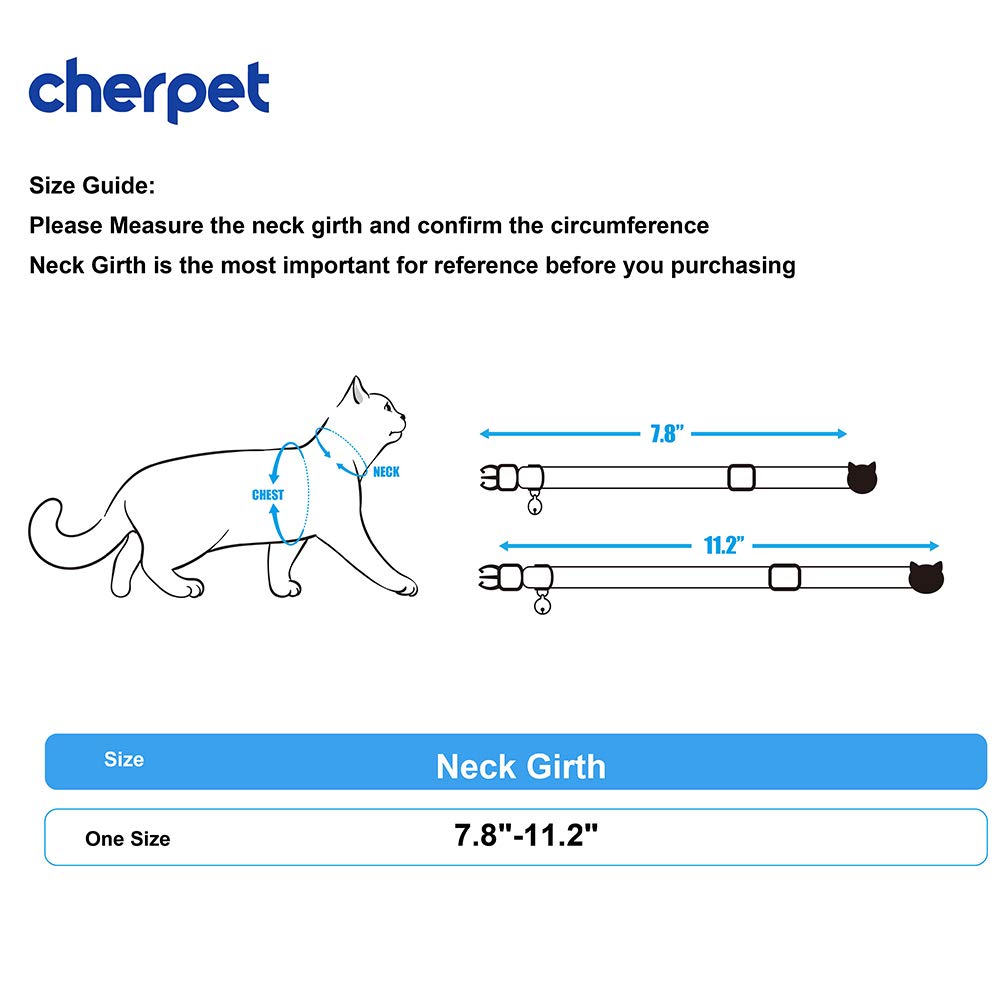 cherpet
Size Guide:
Please Measure the neck girth and confirm the circumference
Neck Girth is the most important for reference before you purchasing
7.8”
NECK
CHEST
11.2”
Size Neck Girth
One Size 7.8"-11.2"